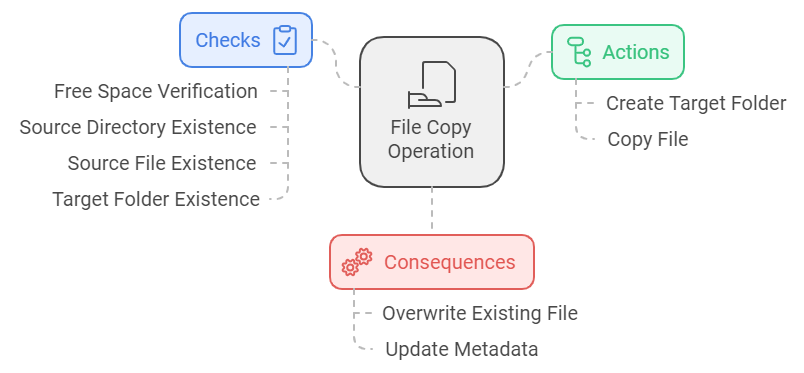 Checks
Free Space Verification
Source Directory Existence
Source File Existence
Target Folder Existence
File Copy
Operation
Actions
Create Target Folder
Copy File
Consequences
Overwrite Existing File
Update Metadata